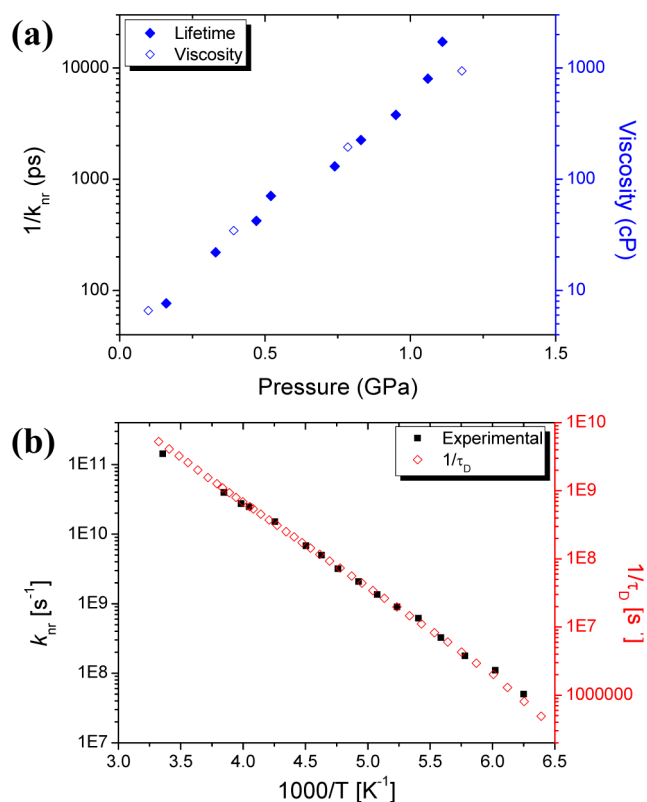 (a)
Lifetime
Viscosity
10000
1000
100
1/k_nr (ps)
1000
100
10
Viscosity (cP)
0.0 0.5 1.0 1.5
Pressure (GPa)
(b)
Experimental
1/τ_D
1E11
1E10
1E9
1E8
1E7
k_nr [s^-1]
1E10
1E9
1E8
1E7
1000000
1/τ_D [s^-1]
3.0 3.5 4.0 4.5 5.0 5.5 6.0 6.5
1000/T [K^-1]